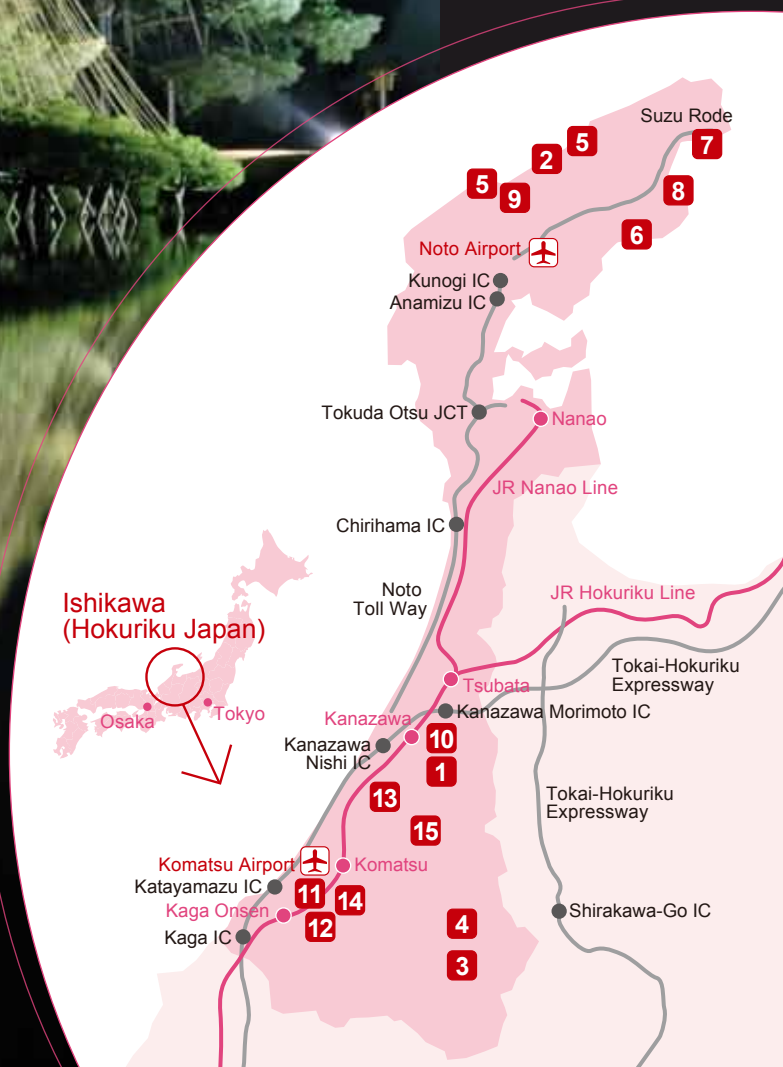 Suzu Rode
5
2
7
5
9
8
6
Noto Airport
Kunogi IC
Anamizu IC
Tokuda Otsu JCT
Nanao
JR Nanao Line
Chirihama IC
Noto
Toll Way
JR Hokuriku Line
Ishikawa
(Hokuriku Japan)
Osaka
Tokyo
Tsubata
Tokai-Hokuriku
Expressway
Kanazawa
Kanazawa Morimoto IC
Kanazawa
Nishi IC
10
1
13
15
Tokai-Hokuriku
Expressway
Komatsu Airport
Komatsu
Katayamazu IC
11
14
Kaga Onsen
12
Kaga IC
Shirakawa-Go IC
4
3